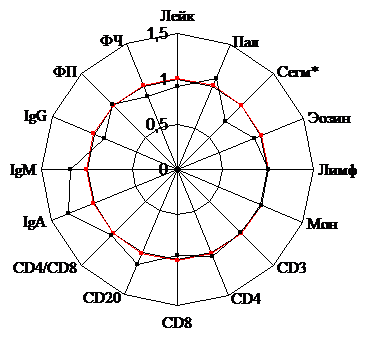 Лейк
1,5
ФЧ
Пал
ФП
Сегм*
1
IgG
Эозин
0,5
IgM
0
Лимф
IgA
Мон
CD4/CD8
CD3
CD20
CD4
CD8